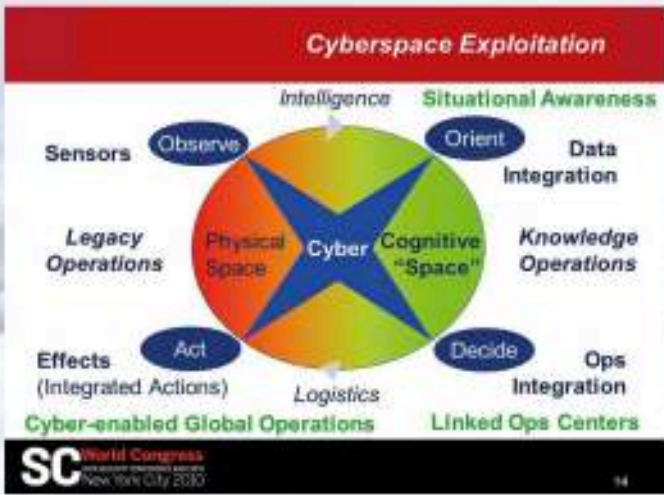 Cyberspace Exploitation
Intelligence
Situational Awareness
Sensors
Observe
Orient
Data
Integration
Legacy
Operations
Physical
Space
Cyber
Cognitive
"Space"
Knowledge
Operations
Effects
(Integrated Actions)
Act
Logistics
Decide
Ops
Integration
Cyber-enabled Global Operations
Linked Ops Centers
SC World Congress
New York City 2010
14